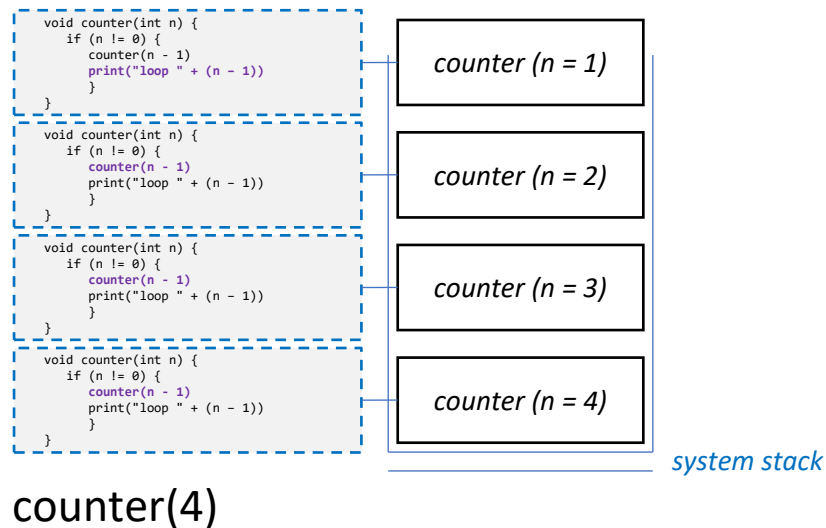 void counter(int n) {
if (n != 0) {
counter(n - 1)
print("loop " + (n – 1))
}
}
counter (n = 1)
void counter(int n) {
if (n != 0) {
counter(n - 1)
print("loop " + (n – 1))
}
}
counter (n = 2)
void counter(int n) {
if (n != 0) {
counter(n - 1)
print("loop " + (n – 1))
}
}
counter (n = 3)
void counter(int n) {
if (n != 0) {
counter(n - 1)
print("loop " + (n – 1))
}
}
counter (n = 4)
system stack
counter(4)